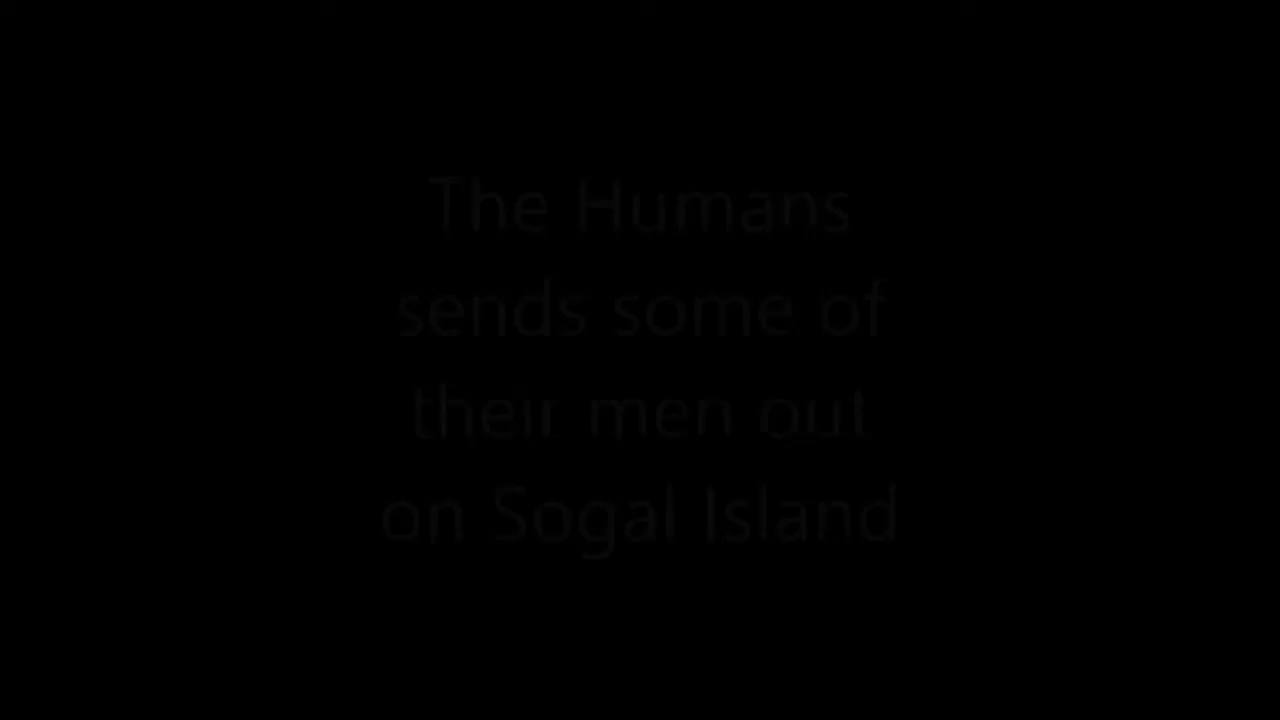 The Humans
sends some of
their men out
on Sogal Island